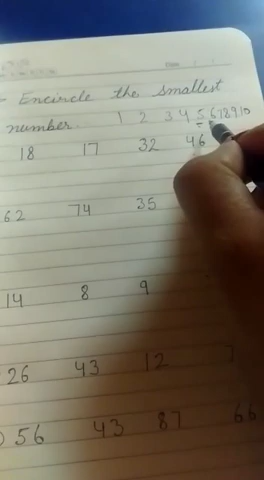 Encircle the smallest
number. 1 2 3 4 5 6 7 8 9 10
18 17 32 46
62 74 35
14 8 9
26 43 12
56 43 87 66